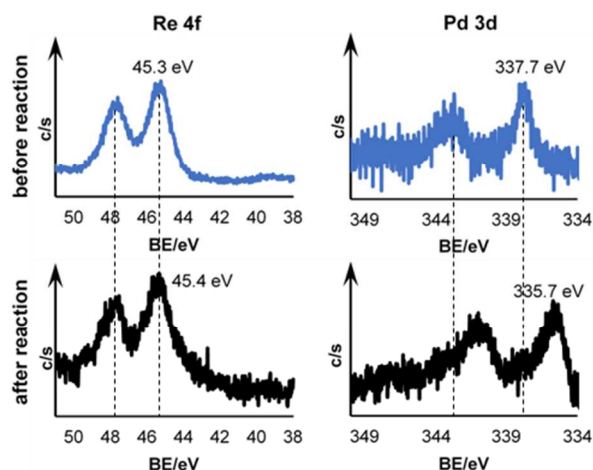 Re 4f
Pd 3d
before reaction
c/s
45.3 eV
50 48 46 44 42 40 38
BE/eV
c/s
337.7 eV
349 344 339 334
BE/eV
after reaction
c/s
45.4 eV
50 48 46 44 42 40 38
BE/eV
c/s
335.7 eV
349 344 339 334
BE/eV